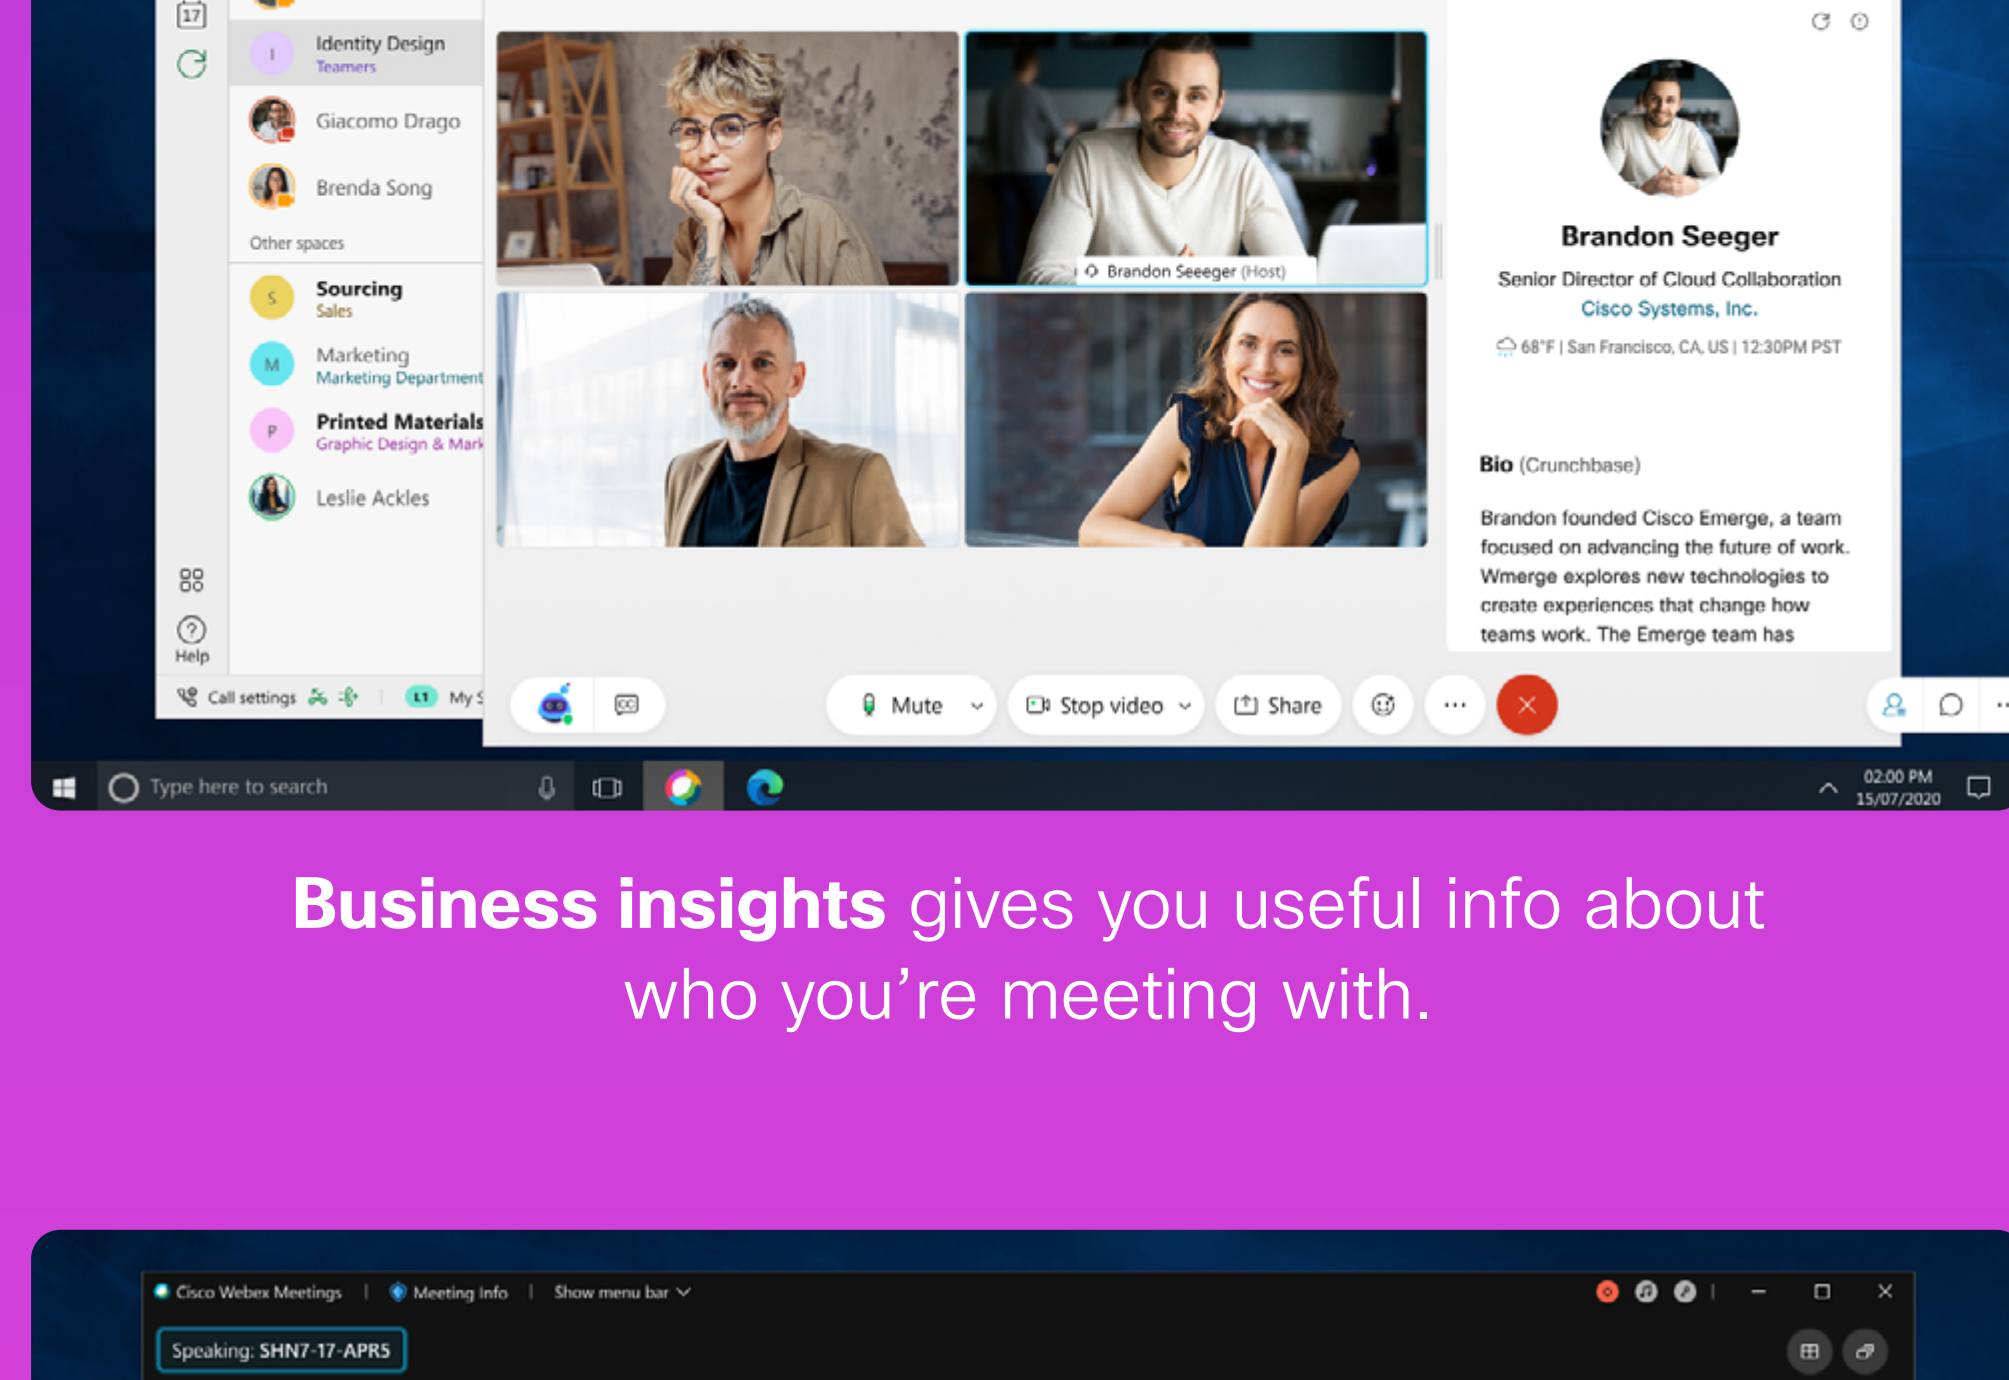 17
I
Identity Design
Teamers
Giacomo Drago
Brenda Song
Other spaces
S
Sourcing
Sales
M
Marketing
Marketing Department
P
Printed Materials
Graphic Design & Mark
Leslie Ackles
Help
Call settings
L1
My S
Brandon Seeeger (Host)
Brandon Seeger
Senior Director of Cloud Collaboration
Cisco Systems, Inc.
68°F | San Francisco, CA, US | 12:30PM PST
Bio (Crunchbase)
Brandon founded Cisco Emerge, a team
focused on advancing the future of work.
Wmerge explores new technologies to
create experiences that change how
teams work. The Emerge team has
CC
Mute
Stop video
Share
Type here to search
02:00 PM
15/07/2020
Business insights gives you useful info about
who you’re meeting with.
Cisco Webex Meetings | Meeting Info | Show menu bar
Speaking: SHN7-17-APR5